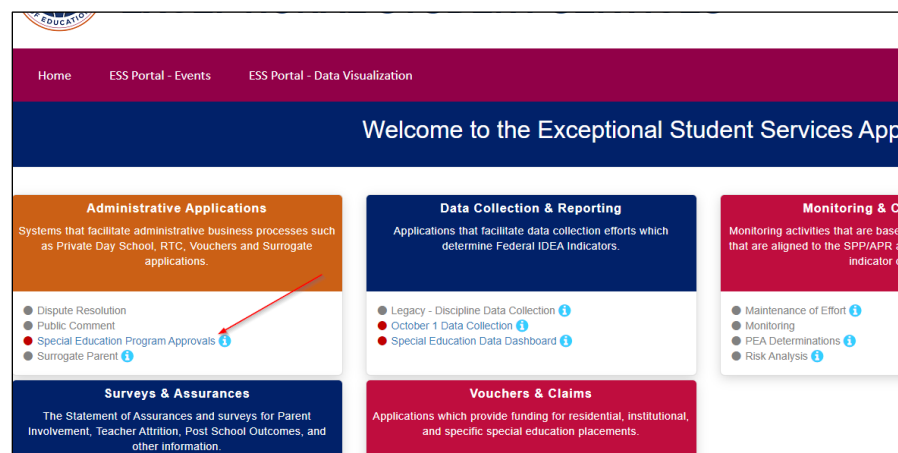 OF EDUCATION
Home ESS Portal - Events ESS Portal - Data Visualization
Welcome to the Exceptional Student Services App
Administrative Applications
Systems that facilitate administrative business processes such
as Private Day School, RTC, Vouchers and Surrogate
applications.
Dispute Resolution
Public Comment
Special Education Program Approvals
Surrogate Parent
Data Collection & Reporting
Applications that facilitate data collection efforts which
determine Federal IDEA Indicators.
Legacy - Discipline Data Collection
October 1 Data Collection
Special Education Data Dashboard
Monitoring & C
Monitoring activities that are base
that are aligned to the SPP/APR a
indicator
Maintenance of Effort
Monitoring
PEA Determinations
Risk Analysis
Surveys & Assurances
The Statement of Assurances and surveys for Parent
Involvement, Teacher Attrition, Post School Outcomes, and
other information.
Vouchers & Claims
Applications which provide funding for residential, institutional,
and specific special education placements.